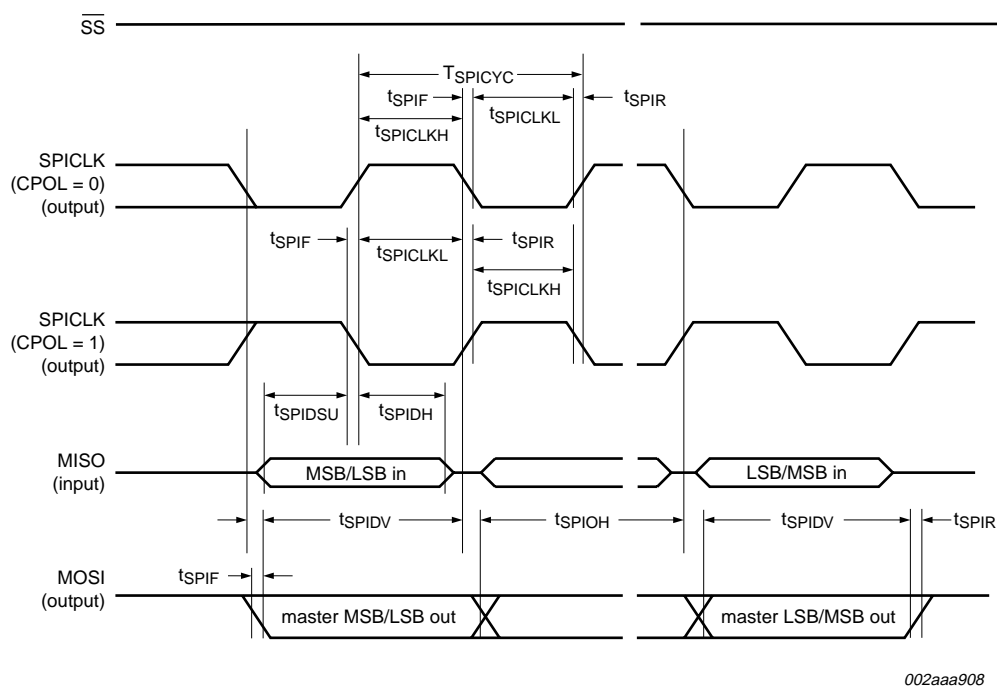 SS
TSPICYC
tSPIF
tSPIR
tSPICLKL
tSPICLKH
SPICLK
(CPOL = 0)
(output)
tSPIF
tSPICLKL
tSPIR
tSPICLKH
SPICLK
(CPOL = 1)
(output)
tSPIDSU
tSPIDH
MISO
(input)
MSB/LSB in
LSB/MSB in
tSPIDV
tSPIOH
tSPIDV
tSPIR
tSPIF
MOSI
(output)
master MSB/LSB out
master LSB/MSB out
002aaa908